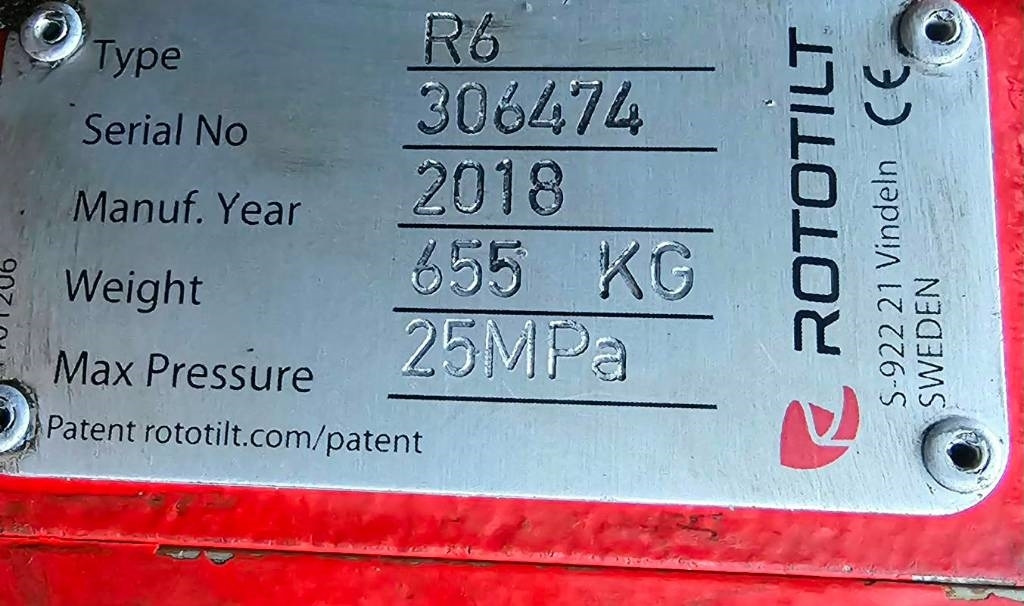 Type R6
Serial No 306474
Manuf. Year 2018
Weight 655 KG
Max Pressure 25MPa
Patent rototilt.com/patent
ROTOTILT CE
S-922 21 Vindeln
SWEDEN